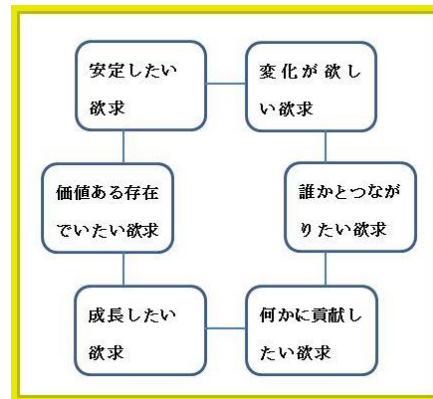 安定したい
欲求
変化が欲し
い欲求
価値ある存在
でいたい欲求
誰かとつなが
りたい欲求
成長したい
欲求
何かに貢献し
たい欲求